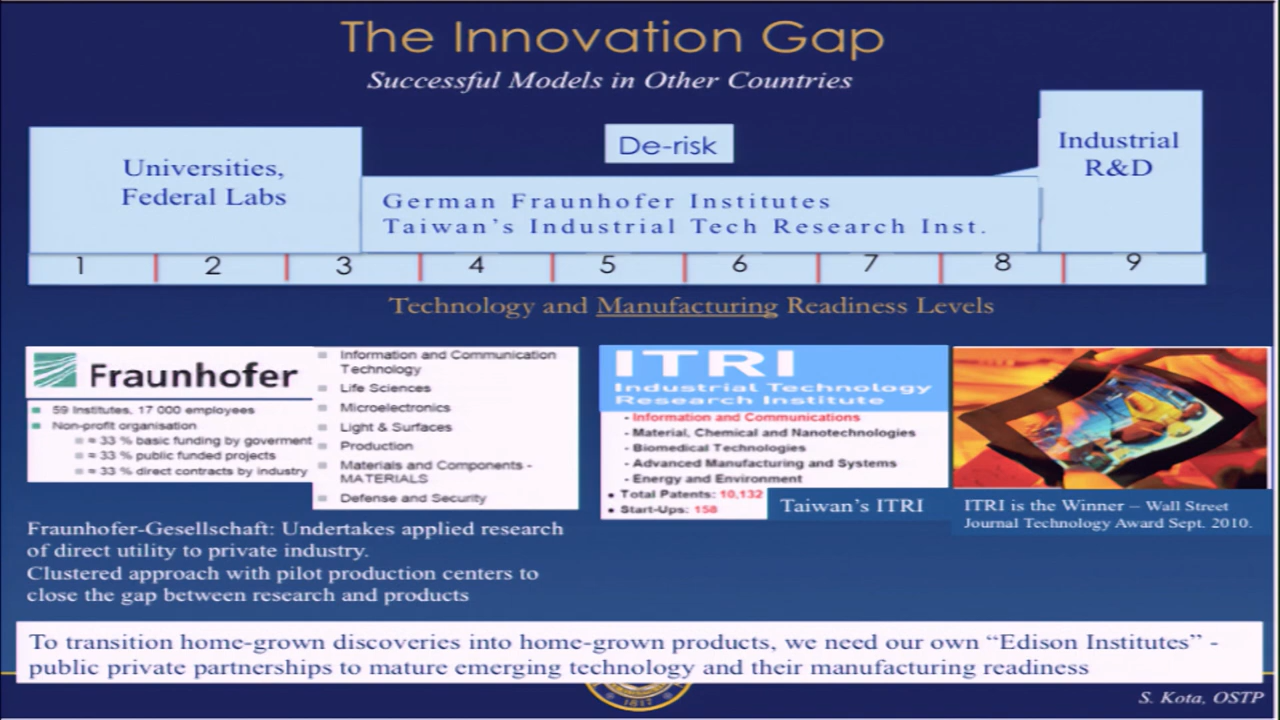 The Innovation Gap
Successful Models in Other Countries
Universities,
Federal Labs
De-risk
German Fraunhofer Institutes
Taiwan's Industrial Tech Research Inst.
Industrial
R&D
1 2 3 4 5 6 7 8 9
Technology and Manufacturing Readiness Levels
Fraunhofer
59 Institutes, 17 000 employees
Non-profit organisation
≈ 33 % basic funding by goverment
≈ 33 % public funded projects
≈ 33 % direct contracts by industry
Information and Communication
Technology
Life Sciences
Microelectronics
Light & Surfaces
Production
Materials and Components -
MATERIALS
Defense and Security
ITRI
Industrial Technology
Research Institute
- Information and Communications
- Material, Chemical and Nanotechnologies
- Biomedical Technologies
- Advanced Manufacturing and Systems
- Energy and Environment
• Total Patents: 10,132
• Start-Ups: 158
Taiwan's ITRI
ITRI is the Winner – Wall Street
Journal Technology Award Sept. 2010.
Fraunhofer-Gesellschaft: Undertakes applied research
of direct utility to private industry.
Clustered approach with pilot production centers to
close the gap between research and products
To transition home-grown discoveries into home-grown products, we need our own “Edison Institutes” -
public private partnerships to mature emerging technology and their manufacturing readiness
1817
S. Kota, OSTP